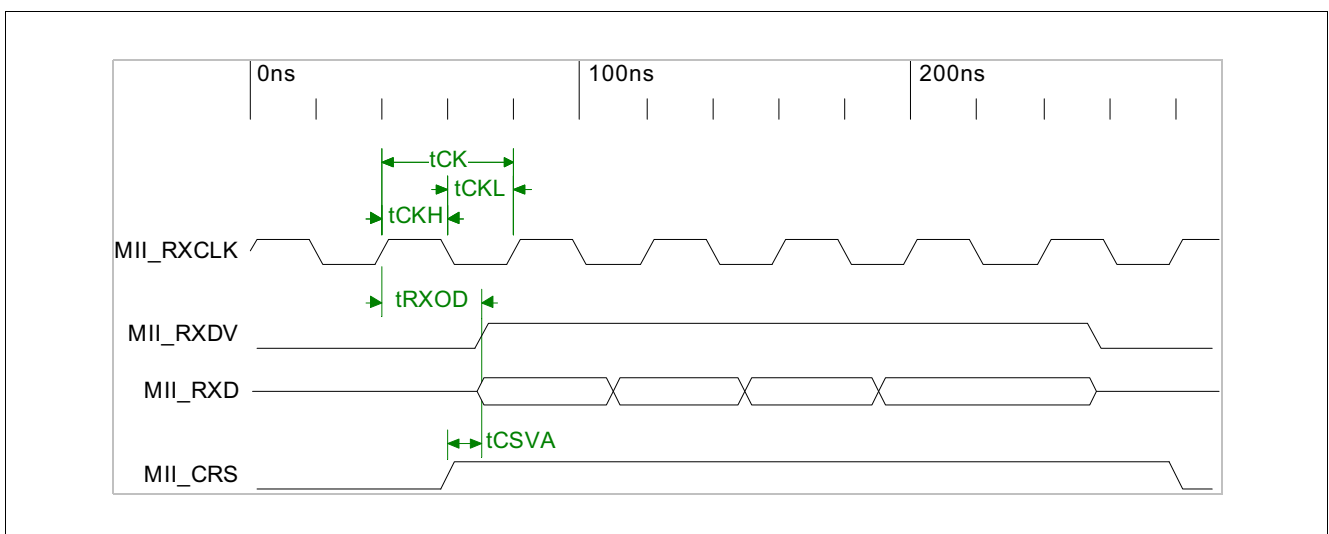 0ns 100ns 200ns
tCK
tCKL
tCKH
MII_RXCLK
tRXOD
MII_RXDV
MII_RXD
tCSVA
MII_CRS